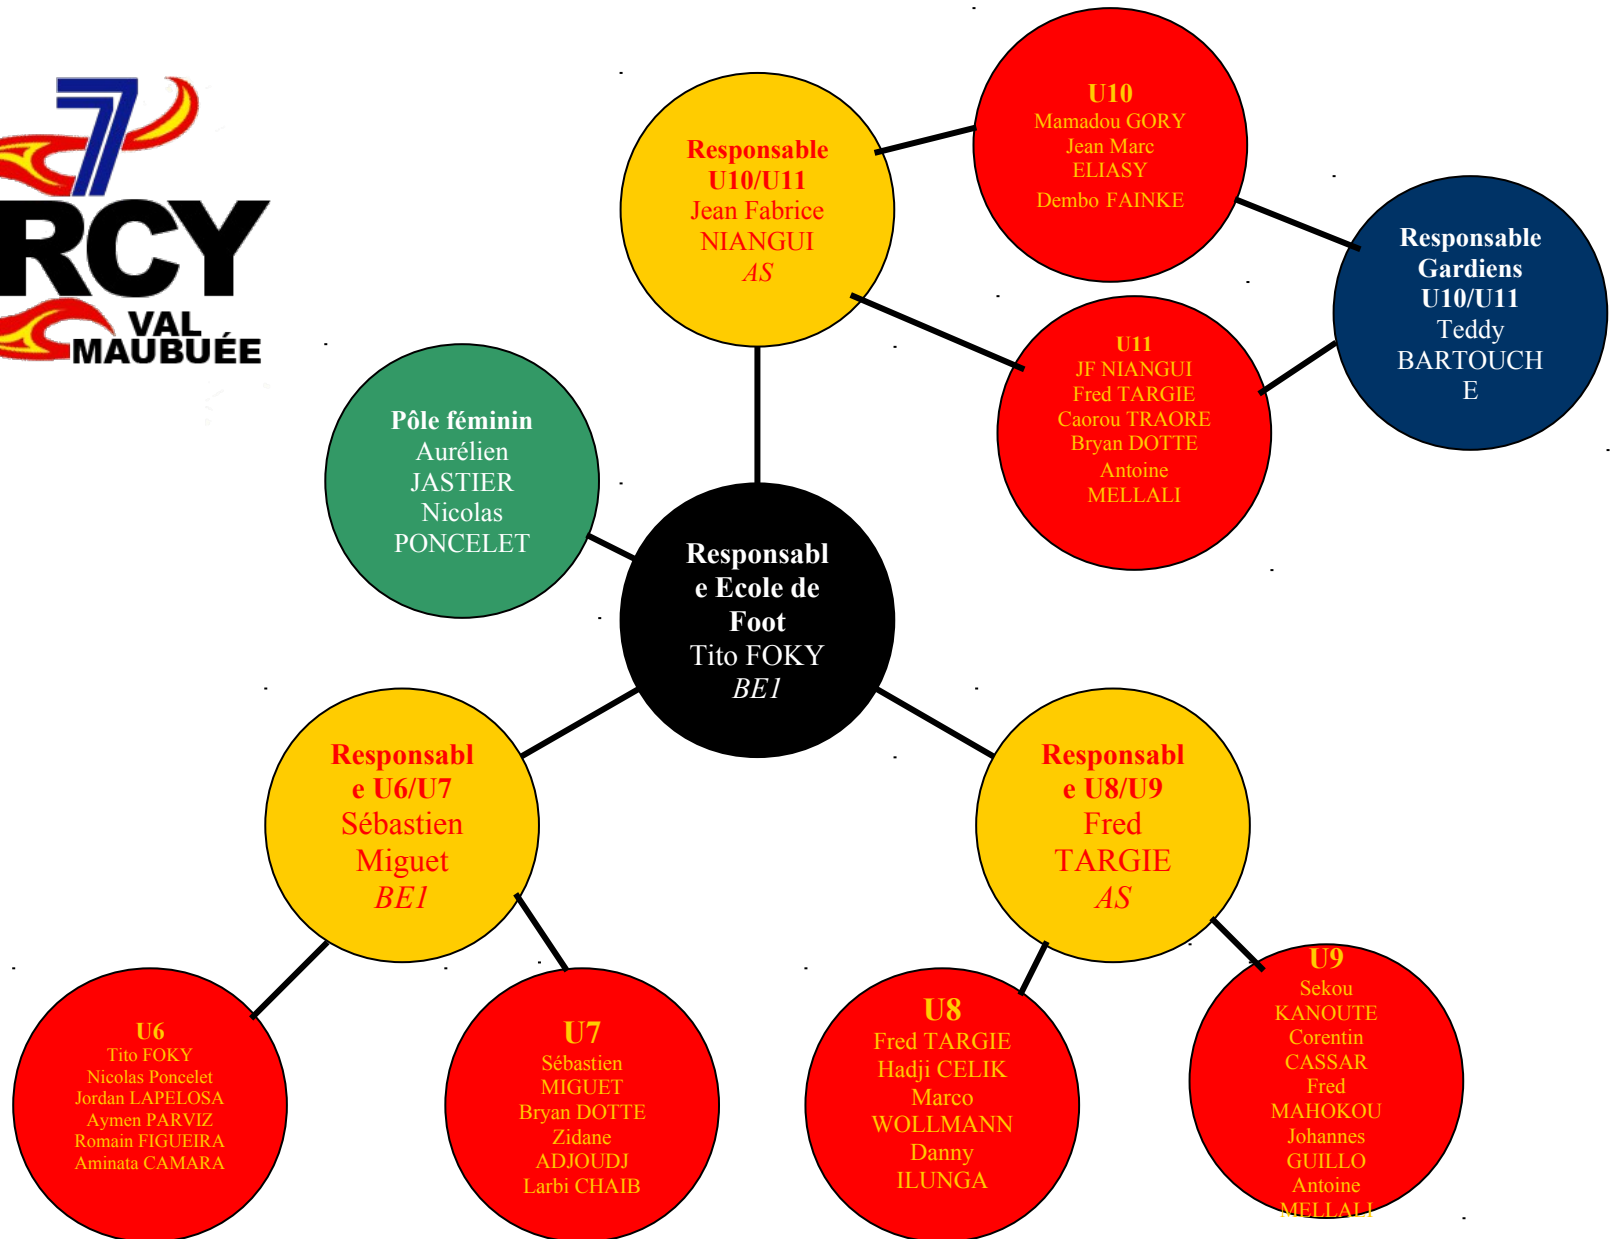 7
RCY
VAL
MAUBUÉE
Responsable
U10/U11
Jean Fabrice
NIANGUI
AS
U10
Mamadou GORY
Jean Marc
ELIASY
Dembo FAINKE
Responsable
Gardiens
U10/U11
Teddy
BARTOUCH
E
U11
JF NIANGUI
Fred TARGIE
Caorou TRAORE
Bryan DOTTE
Antoine
MELLALI
Pôle féminin
Aurélien
JASTIER
Nicolas
PONCELET
Responsabl
e Ecole de
Foot
Tito FOKY
BE1
Responsabl
e U6/U7
Sébastien
Miguet
BE1
Responsabl
e U8/U9
Fred
TARGIE
AS
U6
Tito FOKY
Nicolas Poncelet
Jordan LAPELOSA
Aymen PARVIZ
Romain FIGUEIRA
Aminata CAMARA
U7
Sébastien
MIGUET
Bryan DOTTE
Zidane
ADJOUDJ
Larbi CHAIB
U8
Fred TARGIE
Hadji CELIK
Marco
WOLLMANN
Danny
ILUNGA
U9
Sekou
KANOUTE
Corentin
CASSAR
Fred
MAHOKOU
Johannes
GUILLO
Antoine
MELLALI